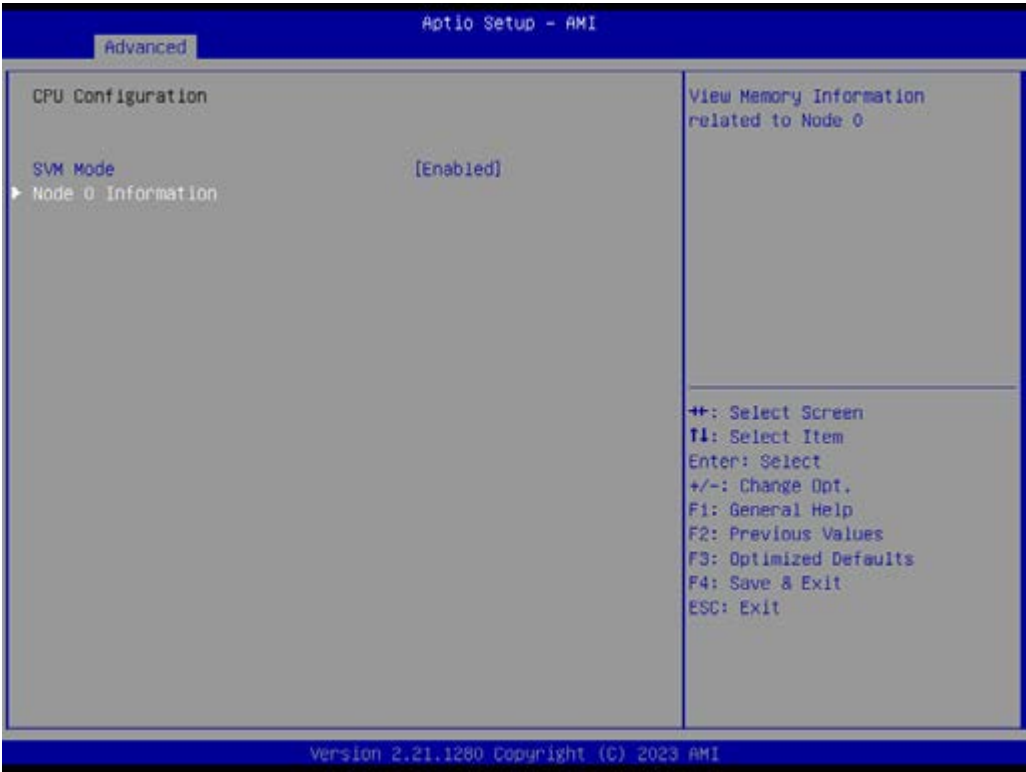 Aptio Setup - AMI
Advanced
CPU Configuration
SVM Mode [Enabled]
Node 0 Information
View Memory Information
related to Node 0
→←: Select Screen
↑↓: Select Item
Enter: Select
+/-: Change Opt.
F1: General Help
F2: Previous Values
F3: Optimized Defaults
F4: Save & Exit
ESC: Exit
Version 2.21.1280 Copyright (C) 2023 AMI